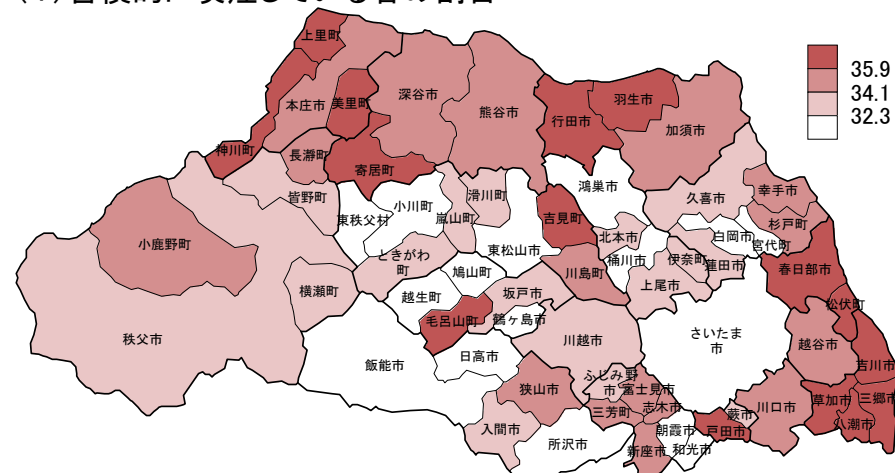 上里町
本庄市
美里町
深谷市
熊谷市
行田市
羽生市
加須市
35.9
34.1
32.3
神川町
長瀞町
寄居町
皆野町
東秩父村
小川町
嵐山町
滑川町
吉見町
鴻巣市
久喜市
幸手市
杉戸町
小鹿野町
ときがわ
町
東松山市
北本市
桶川市
伊奈町
白岡市
宮代町
蓮田市
春日部市
横瀬町
鳩山町
川島町
上尾市
越生町
坂戸市
松伏町
秩父市
毛呂山町
鶴ヶ島市
川越市
さいたま
市
越谷市
飯能市
日高市
吉川市
狭山市
ふじみ野
市
富士見市
三芳町
志木市
川口市
草加市
三郷市
蕨市
戸田市
八潮市
入間市
所沢市
朝霞市
新座市
和光市